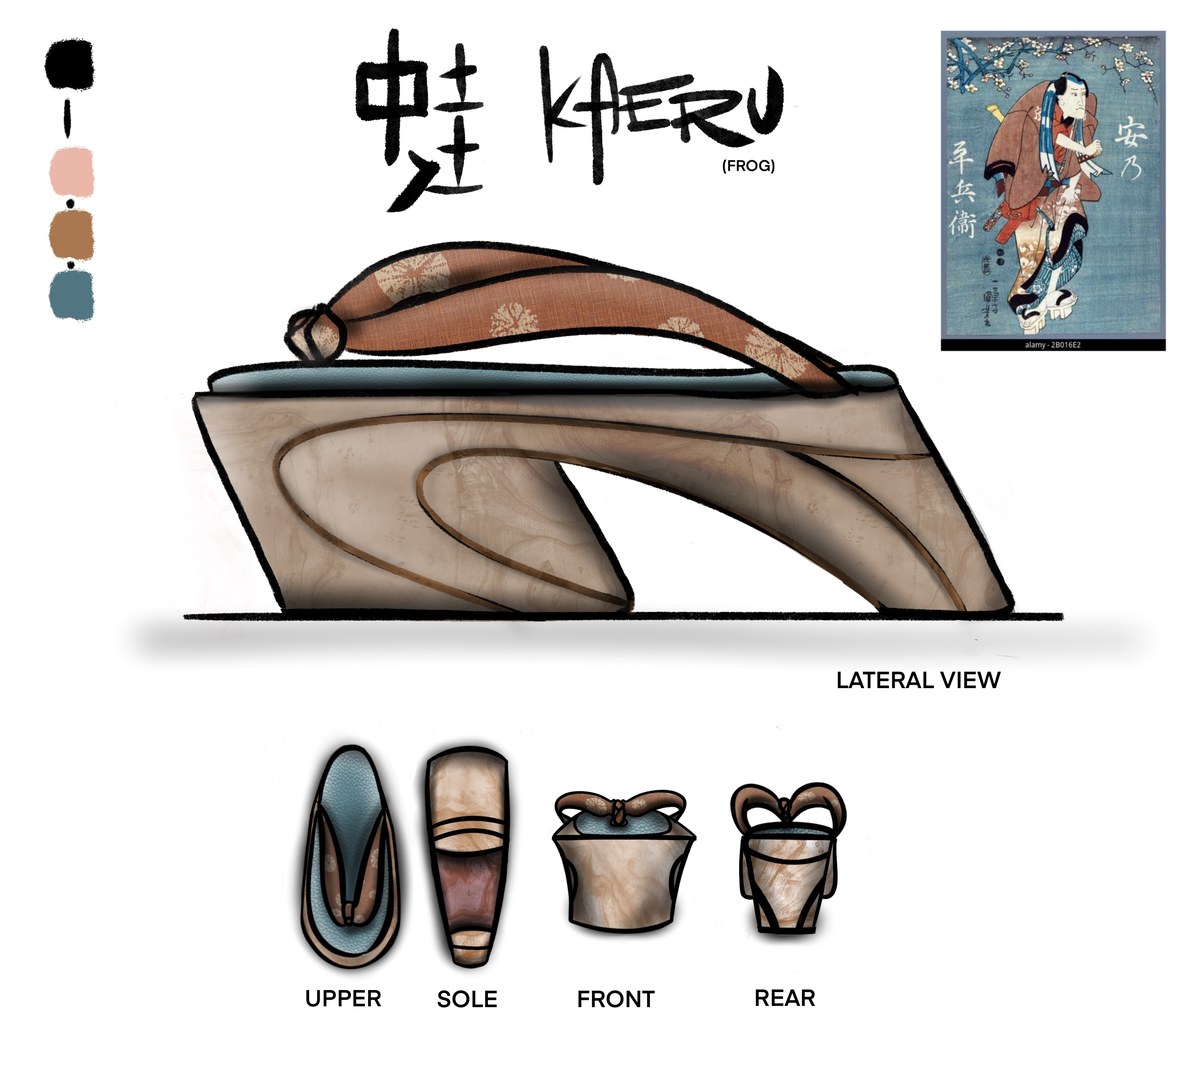 蛙 KAERU
(FROG)
安乃
平兵衛
alamy - 2B016E2
LATERAL VIEW
UPPER
SOLE
FRONT
REAR